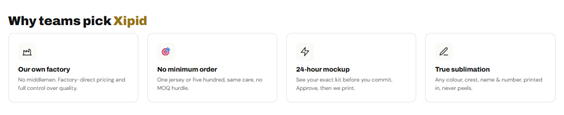 Why teams pick Xipid
Our own factory
No middlemen. Factory-direct pricing and
full control over quality.
No minimum order
One jersey or five hundred, same care, no
MOQ hurdle.
24-hour mockup
See your exact kit before you commit.
Approve, then we print.
True sublimation
Any colour, crest, name & number, printed
in, never peels.